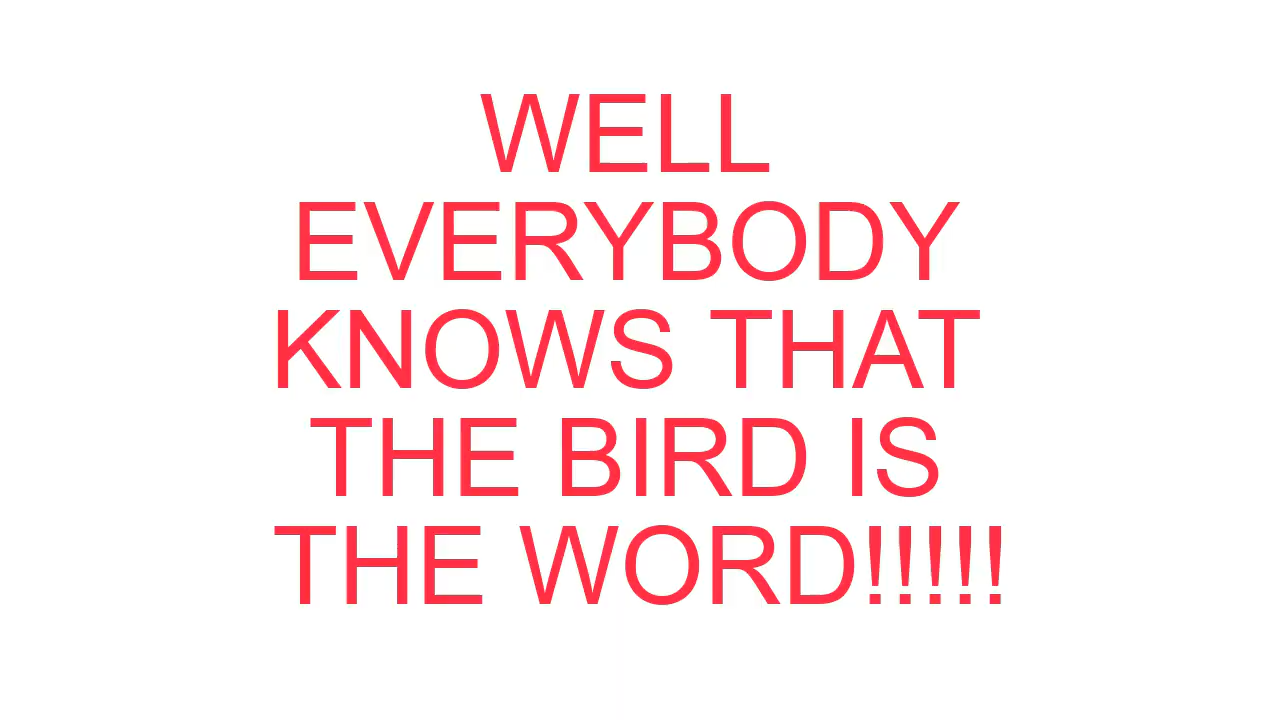 WELL
EVERYBODY
KNOWS THAT
THE BIRD IS
THE WORD!!!!!